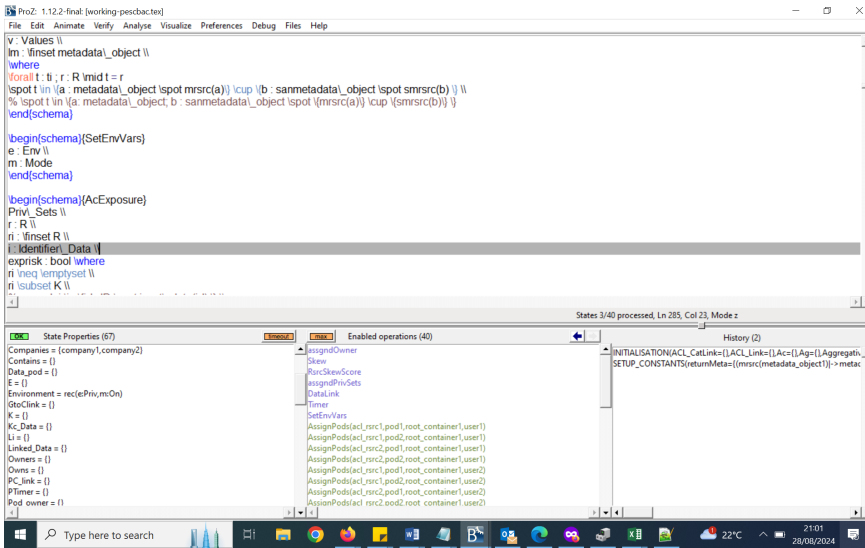 ProZ: 1.12.2-final: [working-pescbac.tex]
File Edit Animate Verify Analyse Visualize Preferences Debug Files Help
v : Values \\
lm : \finset metadata\_object \\
\where
\forall t : ti ; r : R \mid t = r
\spot t \in \{a : metadata\_object \spot mrsrc(a)\} \cup \{b : sanmetadata\_object \spot smrsrc(b) \} \\
% \spot t \in \{a: metadata\_object; b : sanmetadata\_object \spot \{mrsrc(a)\} \cup \{smrsrc(b)\} \}
\end{schema}
\begin{schema}{SetEnvVars}
e : Env \\
m : Mode
\end{schema}
\begin{schema}{AcExposure}
Priv\_Sets \\
r : R \\
ri : \finset R \\
i : Identifier\_Data \\
exprisk : bool \where
ri \neq \emptyset \\
ri \subset K \\
States 3/40 processed, Ln 285, Col 23, Mode z
OK State Properties (67) timeout
Companies = {company1,company2}
Contains = {}
Data_pod = {}
E = {}
Environment = rec(e:Priv,m:On)
GtoClink = {}
K = {}
Kc_Data = {}
Li = {}
Linked_Data = {}
Owners = {}
Owns = {}
PC_link = {}
PTimer = {}
Pod_owner = {}
max Enabled operations (40)
assgndOwner
Skew
RsrcSkewScore
assgndPrivSets
DataLink
Timer
SetEnvVars
AssignPods(acl_rsrc1,pod1,root_container1,user1)
AssignPods(acl_rsrc1,pod2,root_container1,user1)
AssignPods(acl_rsrc2,pod1,root_container1,user1)
AssignPods(acl_rsrc2,pod2,root_container1,user1)
AssignPods(acl_rsrc1,pod1,root_container1,user2)
AssignPods(acl_rsrc1,pod2,root_container1,user2)
AssignPods(acl_rsrc2,pod1,root_container1,user2)
AssignPods(acl_rsrc2,pod2,root_container1,user2)
History (2)
INITIALISATION(ACL_CatLink={},ACL_Link={},Ac={},Ag={},Aggregativ
SETUP_CONSTANTS(returnMeta={(mrsrc(metadata_object1)|->metac
Type here to search
22°C
21:01
28/08/2024